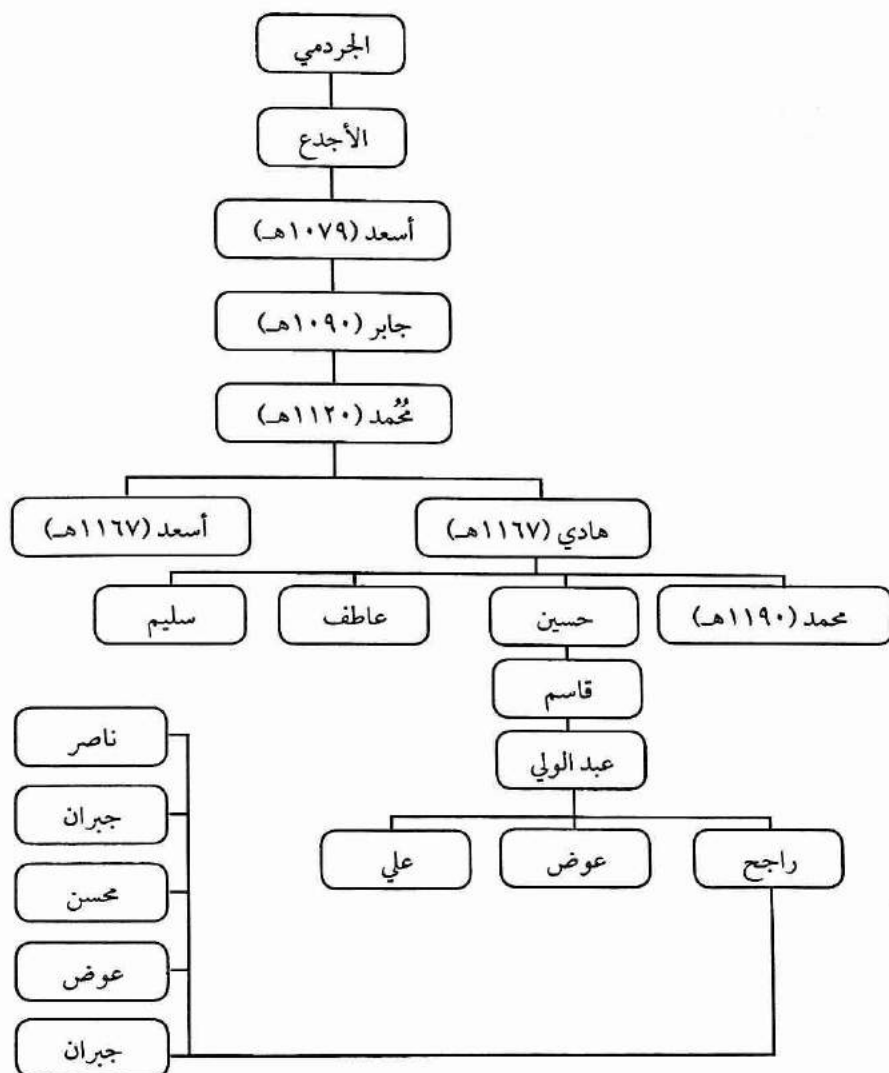 الجردمي
الأجدع
أسعد (١٠٧٩هـ)
جابر (١٠٩٠هـ)
مُحُمد (١١٢٠هـ)
هادي (١١٦٧هـ)
أسعد (١١٦٧هـ)
محمد (١١٩٠هـ)
حسين
عاطف
سليم
قاسم
عبد الولي
راجح
عوض
علي
ناصر
جبران
محسن
عوض
جبران